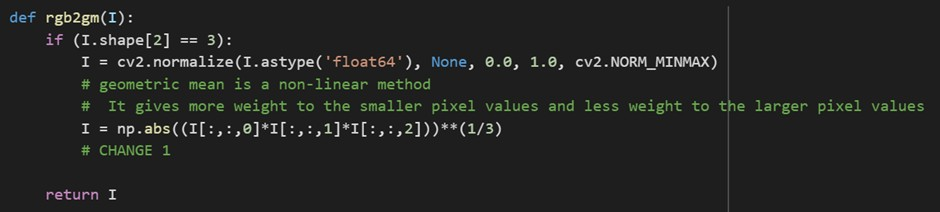 def rgb2gm(I):
    if (I.shape[2] == 3):
        I = cv2.normalize(I.astype('float64'), None, 0.0, 1.0, cv2.NORM_MINMAX)
        # geometric mean is a non-linear method
        #  It gives more weight to the smaller pixel values and less weight to the larger pixel values
        I = np.abs((I[:,:,0]*I[:,:,1]*I[:,:,2]))**(1/3)
        # CHANGE 1
    return I